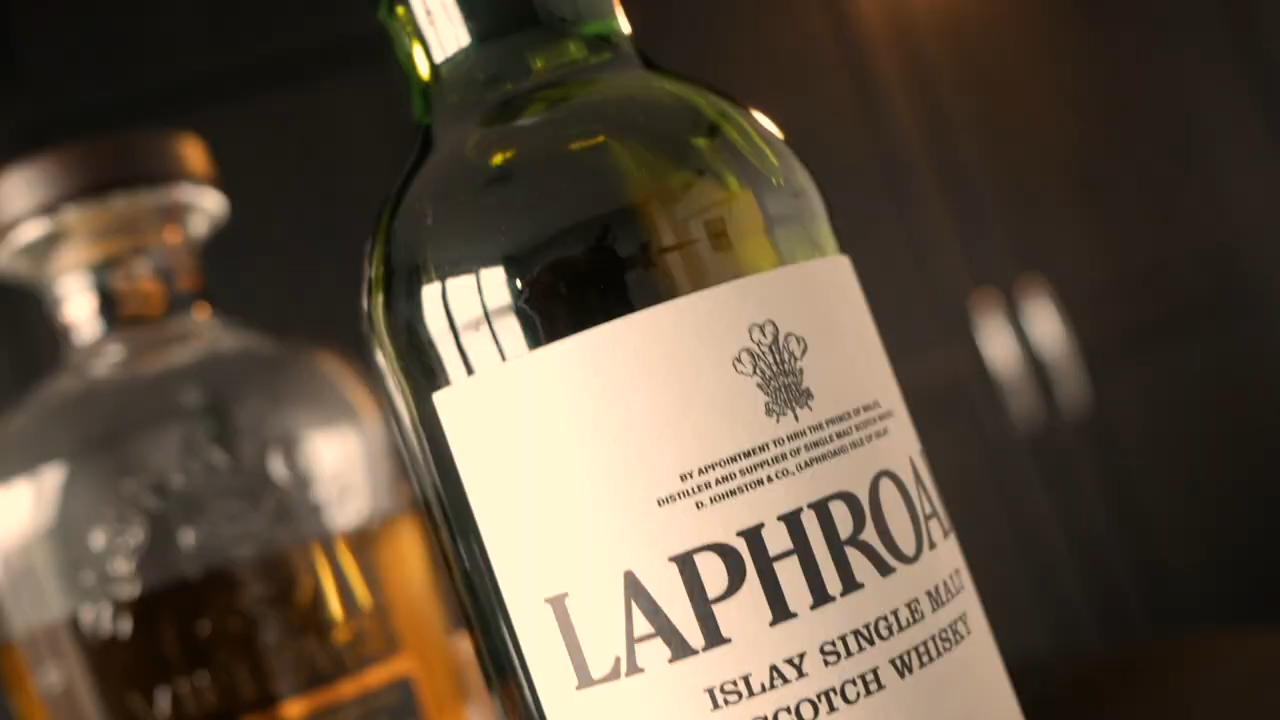 BY APPOINTMENT TO HRH THE PRINCE OF WALES,
DISTILLER AND SUPPLIER OF SINGLE MALT SCOTCH WHISKY
D. JOHNSTON & CO., (LAPHROAIG) ISLE OF ISLAY
LAPHROA
ISLAY SINGLE MALT
SCOTCH WHISKY